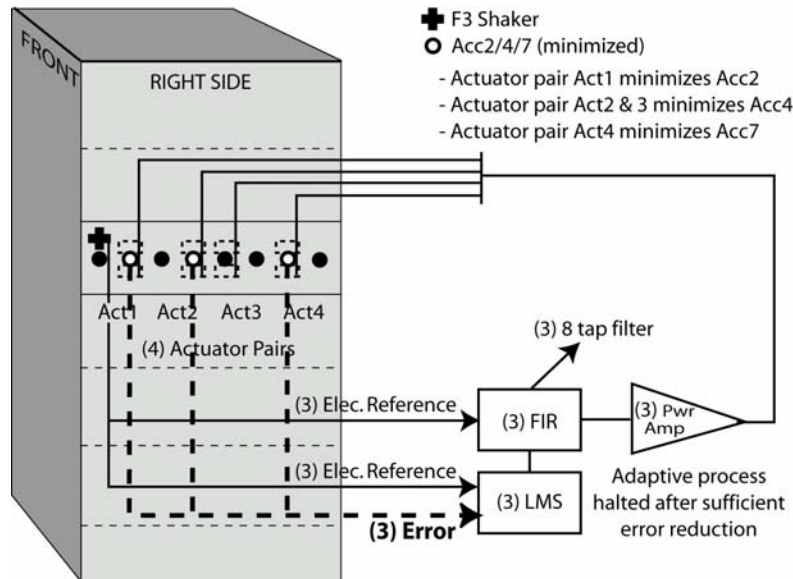 FRONT
RIGHT SIDE
F3 Shaker
Acc2/4/7 (minimized)
- Actuator pair Act1 minimizes Acc2
- Actuator pair Act2 & 3 minimizes Acc4
- Actuator pair Act4 minimizes Acc7
Act1 Act2 Act3 Act4
(4) Actuator Pairs
(3) 8 tap filter
(3) Elec. Reference
(3) FIR
(3) Pwr
Amp
(3) Elec. Reference
(3) LMS
(3) Error
Adaptive process
halted after sufficient
error reduction